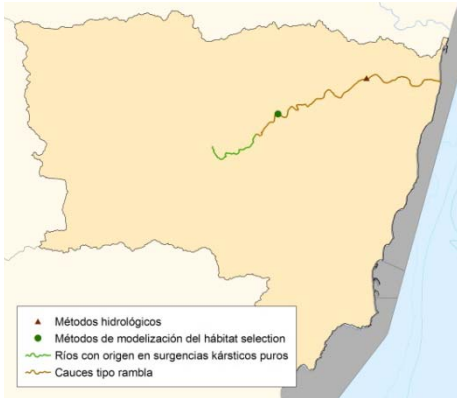 Métodos hidrológicos
Métodos de modelización del hábitat selection
Ríos con origen en surgencias kársticos puros
Cauces tipo rambla